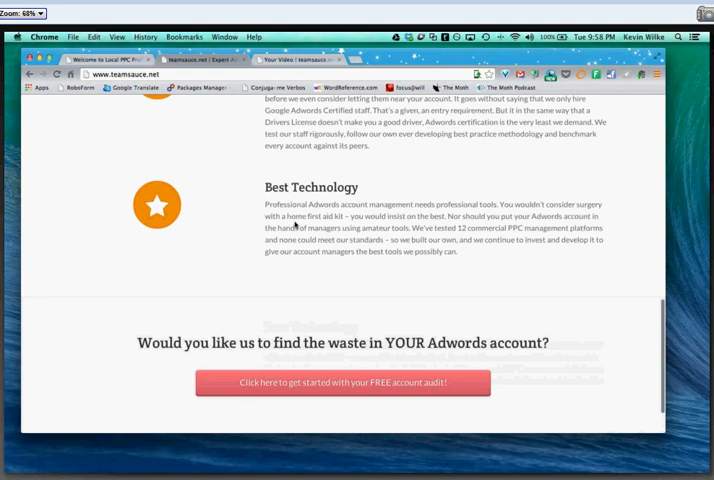 Zoom: 68%
Chrome File Edit View History Bookmarks Window Help 100% Tue 9:58 PM Kevin Wilke
Welcome to Local PPC Pro teamsauce.net | Expert Ad Your Video | teamsauce.n
www.teamsauce.net
Apps RoboForm Google Translate Packages Manager Conjuga-me Verbos WordReference.com focus@will The Moth The Moth Podcast
before we even consider letting them near your account. It goes without saying that we only hire
Google Adwords Certified staff. That's a given, an entry requirement. But it in the same way that a
Drivers License doesn't make you a good driver, Adwords certification is the very least we demand. We
test our staff rigorously, follow our own ever developing best practice methodology and benchmark
every account against its peers.
Best Technology
Professional Adwords account management needs professional tools. You wouldn't consider surgery
with a home first aid kit – you would insist on the best. Nor should you put your Adwords account in
the hands of managers using amateur tools. We've tested 12 commercial PPC management platforms
and none could meet our standards – so we built our own, and we continue to invest and develop it to
give our account managers the best tools we possibly can.
Would you like us to find the waste in YOUR Adwords account?
Click here to get started with your FREE account audit!